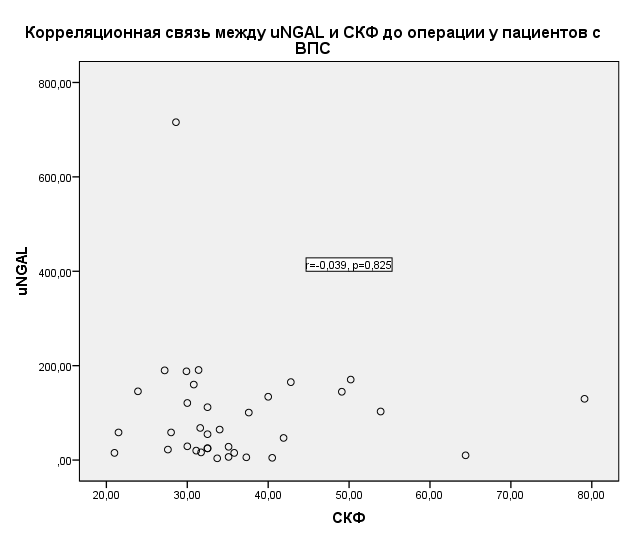 Корреляционная связь между uNGAL и СКФ до операции у пациентов с
ВПС
800,00
600,00
400,00
200,00
,00
uNGAL
r=-0,039, p=0,825
20,00 30,00 40,00 50,00 60,00 70,00 80,00
СКФ